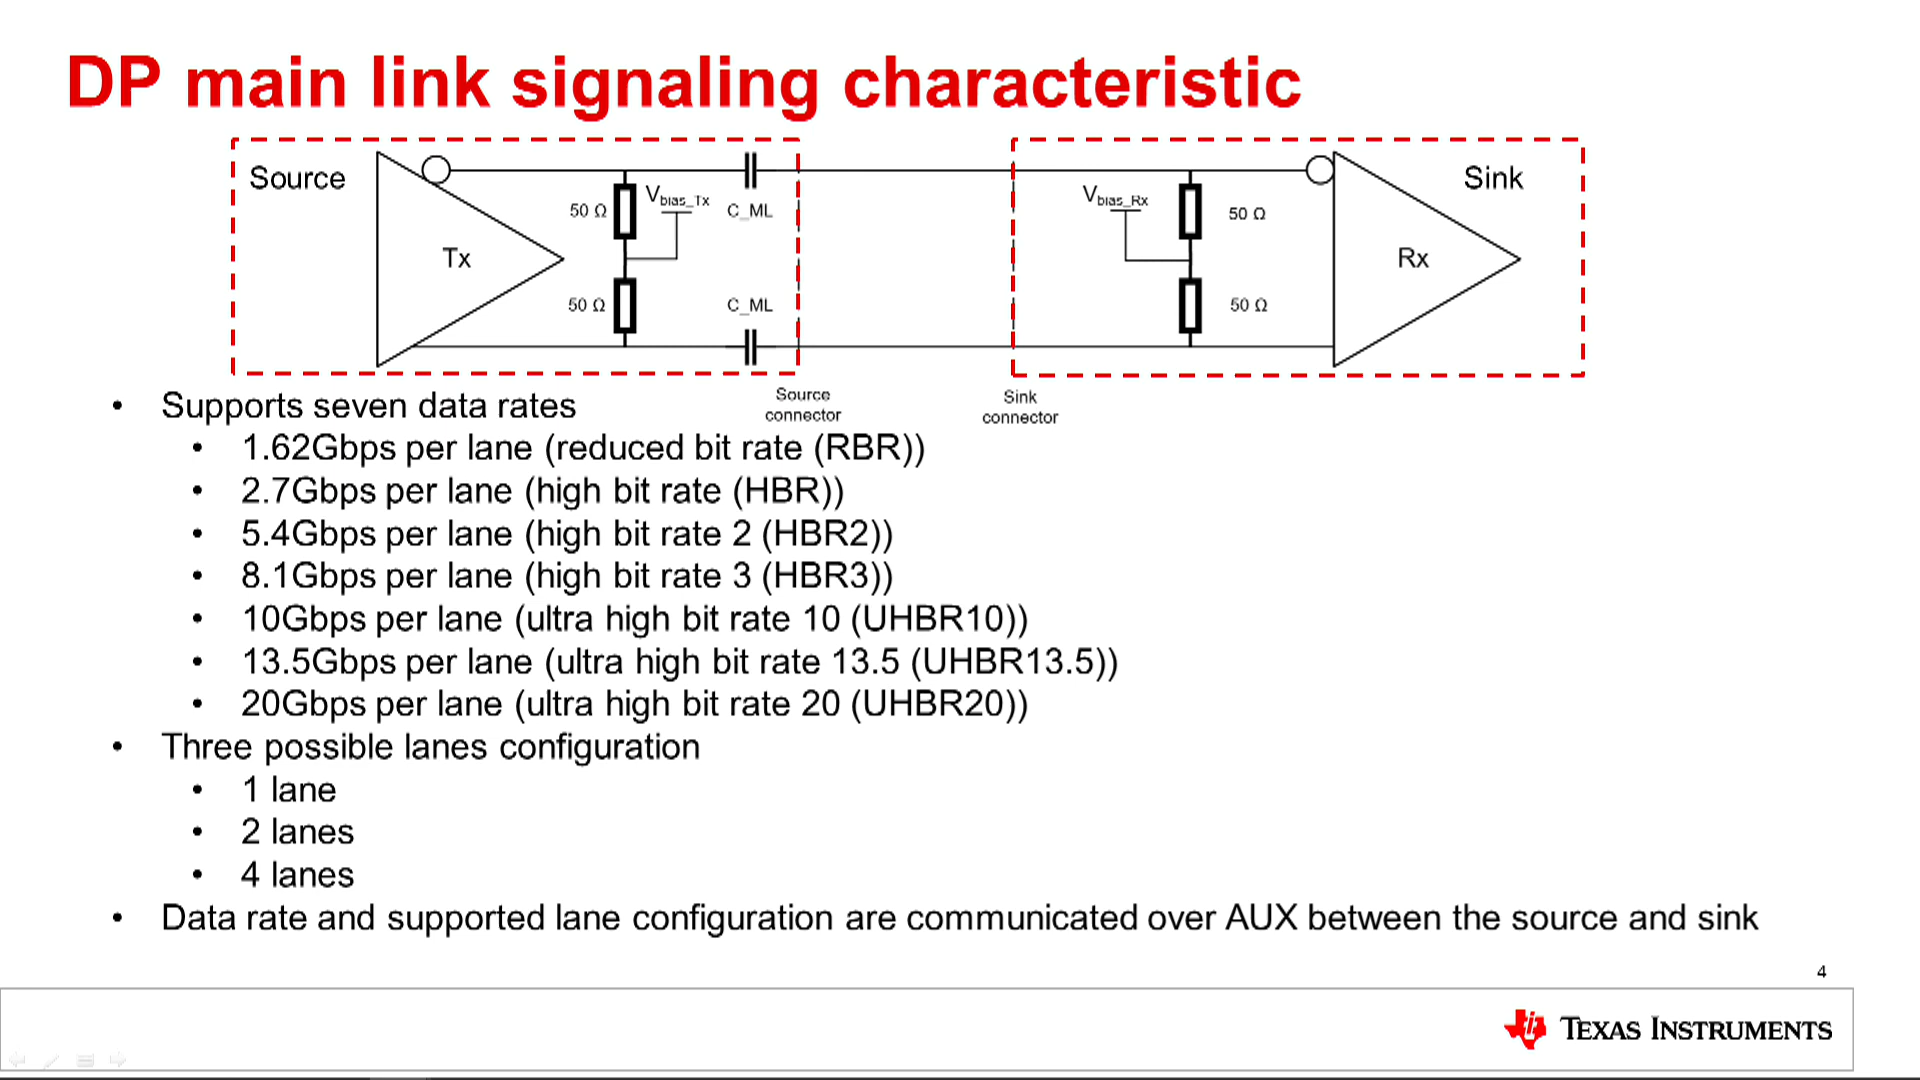 DP main link signaling characteristic
Source
Sink
Vbias_Tx
Vbias_Rx
50 Ω
C_ML
50 Ω
Tx
Rx
50 Ω
C_ML
50 Ω
Source
connector
Sink
connector
• Supports seven data rates
• 1.62Gbps per lane (reduced bit rate (RBR))
• 2.7Gbps per lane (high bit rate (HBR))
• 5.4Gbps per lane (high bit rate 2 (HBR2))
• 8.1Gbps per lane (high bit rate 3 (HBR3))
• 10Gbps per lane (ultra high bit rate 10 (UHBR10))
• 13.5Gbps per lane (ultra high bit rate 13.5 (UHBR13.5))
• 20Gbps per lane (ultra high bit rate 20 (UHBR20))
• Three possible lanes configuration
• 1 lane
• 2 lanes
• 4 lanes
• Data rate and supported lane configuration are communicated over AUX between the source and sink
4
TEXAS INSTRUMENTS